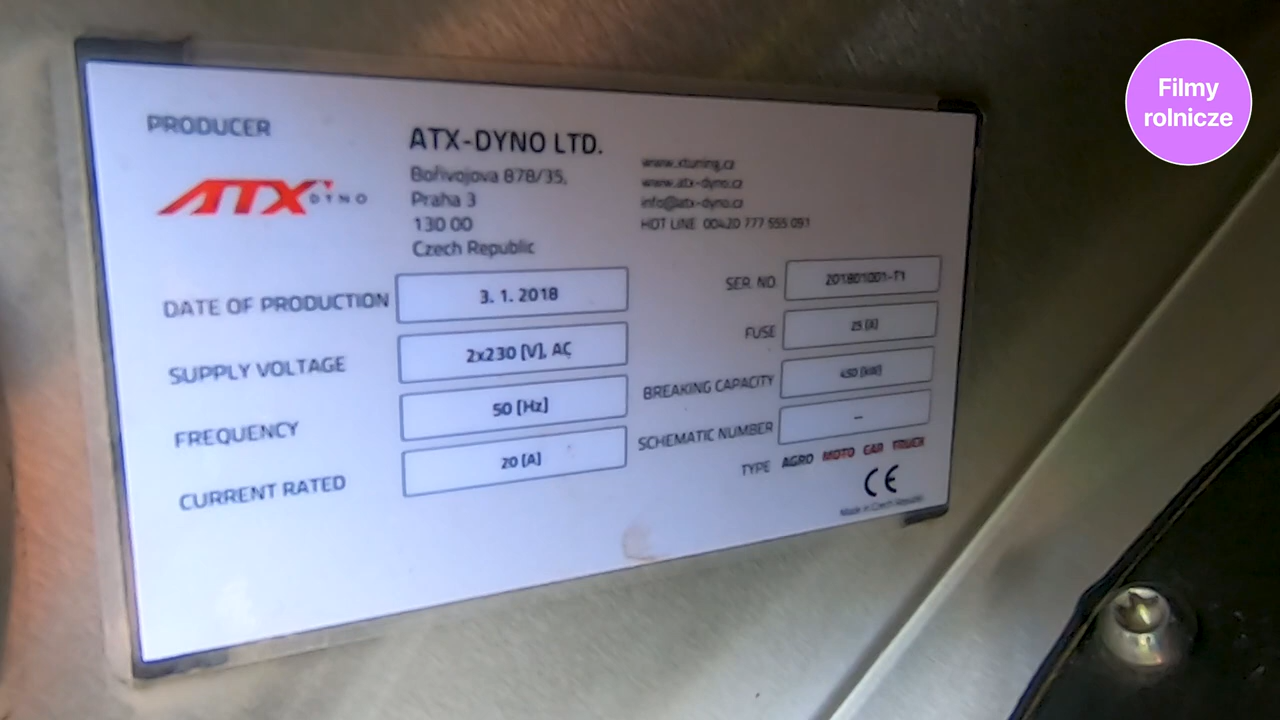 PRODUCER
ATX DYNO
ATX-DYNO LTD.
Bořivojova 878/35,
Praha 3
130 00
Czech Republic
www.xtuning.cz
www.atx-dyno.cz
info@atx-dyno.cz
HOT LINE 00420 777 555 091
DATE OF PRODUCTION 3. 1. 2018
SUPPLY VOLTAGE 2x230 [V], AC
FREQUENCY 50 [Hz]
CURRENT RATED 20 [A]
SER. NO. 201801001-T1
FUSE 25 [A]
BREAKING CAPACITY 450 [kW]
SCHEMATIC NUMBER --
TYPE AGRO MOTO CAR TRUCK
CE
Made in Czech Republic
Filmy
rolnicze